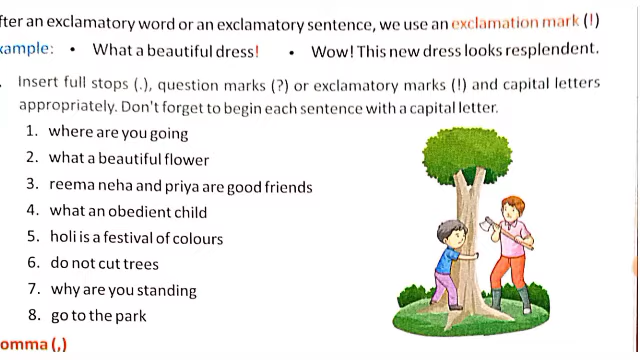 fter an exclamatory word or an exclamatory sentence, we use an exclamation mark (!)
xample: • What a beautiful dress! • Wow! This new dress looks resplendent.
Insert full stops (.), question marks (?) or exclamatory marks (!) and capital letters
appropriately. Don't forget to begin each sentence with a capital letter.
1. where are you going
2. what a beautiful flower
3. reema neha and priya are good friends
4. what an obedient child
5. holi is a festival of colours
6. do not cut trees
7. why are you standing
8. go to the park
omma (,)